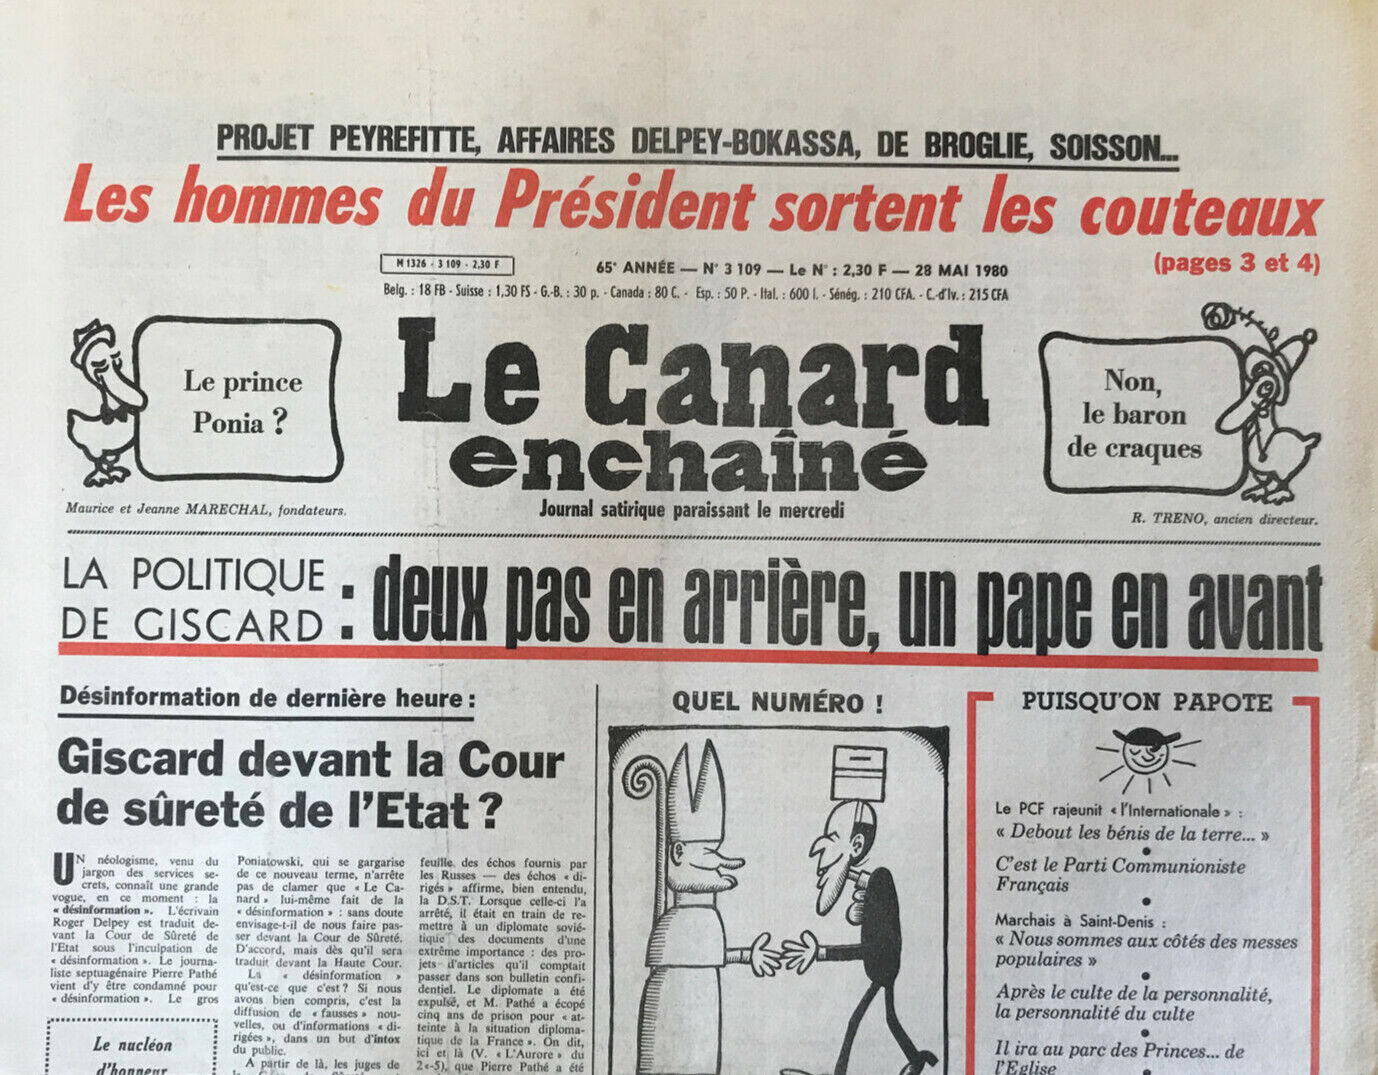 PROJET PEYREFITTE, AFFAIRES DELPEY-BOKASSA, DE BROGLIE, SOISSON...
Les hommes du Président sortent les couteaux
(pages 3 et 4)
M 1326 - 3 109 - 2,30 F
65e ANNÉE — N° 3 109 — Le N° : 2,30 F — 28 MAI 1980
Belg. : 18 FB - Suisse : 1,30 FS - G.-B. : 30 p. - Canada : 80 C. - Esp. : 50 P. - Ital. : 600 l. - Sénég. : 210 CFA. - C.-d'Iv. : 215 CFA
Le prince
Ponia ?
Le Canard
enchaîné
Journal satirique paraissant le mercredi
Non,
le baron
de craques
Maurice et Jeanne MARECHAL, fondateurs.
R. TRENO, ancien directeur.
LA POLITIQUE
DE GISCARD :
deux pas en arrière, un pape en avant
Désinformation de dernière heure :
Giscard devant la Cour
de sûreté de l'Etat ?
UN néologisme, venu du
jargon des services se-
crets, connaît une grande
vogue, en ce moment : la
« désinformation ». L'écrivain
Roger Delpey est traduit de-
vant la Cour de Sûreté de
l'Etat sous l'inculpation de
« désinformation ». Le journa-
liste septuagénaire Pierre Pathé
vient d'y être condamné pour
« désinformation ». Le gros
Le nucléon
d'honneur
Poniatowski, qui se gargarise
de ce nouveau terme, n'arrête
pas de clamer que « Le Ca-
nard » lui-même fait de la
« désinformation » : sans doute
envisage-t-il de nous faire pas-
ser devant la Cour de Sûreté.
D'accord, mais dès qu'il sera
traduit devant la Haute Cour.
La « désinformation »
qu'est-ce que c'est ? Si nous
avons bien compris, c'est la
diffusion de « fausses » nou-
velles, ou d'informations « di-
rigées », dans un but d'intox
du public.
A partir de là, les juges de
feuille des échos fournis par
les Russes — des échos « di-
rigés » affirme, bien entendu,
la D.S.T. Lorsque celle-ci l'a
arrêté, il était en train de re-
mettre à un diplomate sovié-
tique des documents d'une
extrême importance : des pro-
jets d'articles qu'il comptait
passer dans son bulletin confi-
dentiel. Le diplomate a été
expulsé, et M. Pathé a écopé
cinq ans de prison pour « at-
teinte à la situation diploma-
tique de la France ». On dit,
ici et là (V. « L'Aurore » du
2-5), que Pierre Pathé a été
QUEL NUMÉRO !
PUISQU'ON PAPOTE
Le PCF rajeunit « l'Internationale » :
« Debout les bénis de la terre... »
C'est le Parti Communioniste
Français
Marchais à Saint-Denis :
« Nous sommes aux côtés des messes
populaires »
Après le culte de la personnalité,
la personnalité du culte
Il ira au parc des Princes... de
l'Eglise